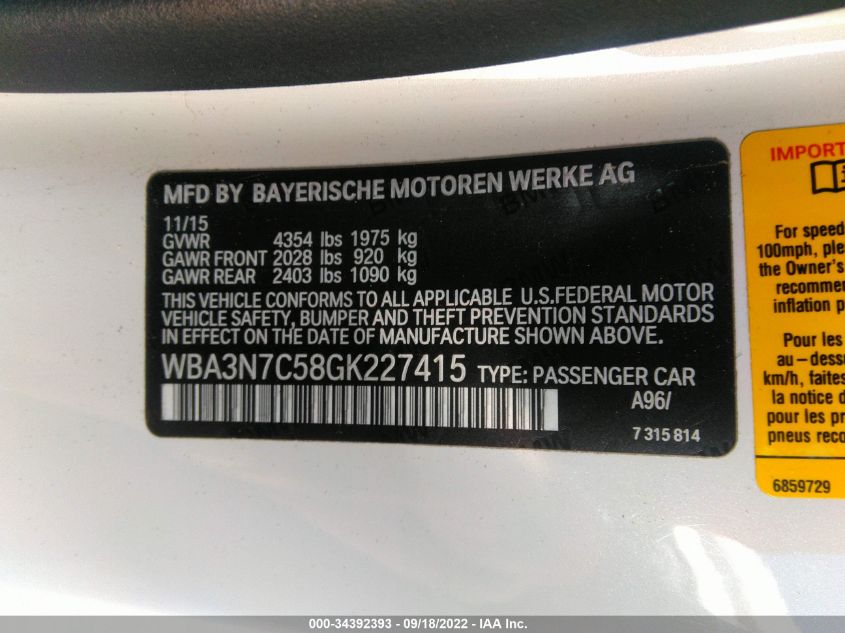 MFD BY BAYERISCHE MOTOREN WERKE AG
11/15
GVWR 4354 lbs 1975 kg
GAWR FRONT 2028 lbs 920 kg
GAWR REAR 2403 lbs 1090 kg
THIS VEHICLE CONFORMS TO ALL APPLICABLE U.S.FEDERAL MOTOR
VEHICLE SAFETY, BUMPER AND THEFT PREVENTION STANDARDS
IN EFFECT ON THE DATE OF MANUFACTURE SHOWN ABOVE.
WBA3N7C58GK227415 TYPE: PASSENGER CAR
A96/
7 315 814
IMPORT
For speed
100mph, ple
the Owner's
recommen
inflation p
Pour les
au-dessu
km/h, faites
la notice d
pour les pr
pneus reco
6859729
000-34392393 - 09/18/2022 - IAA Inc.